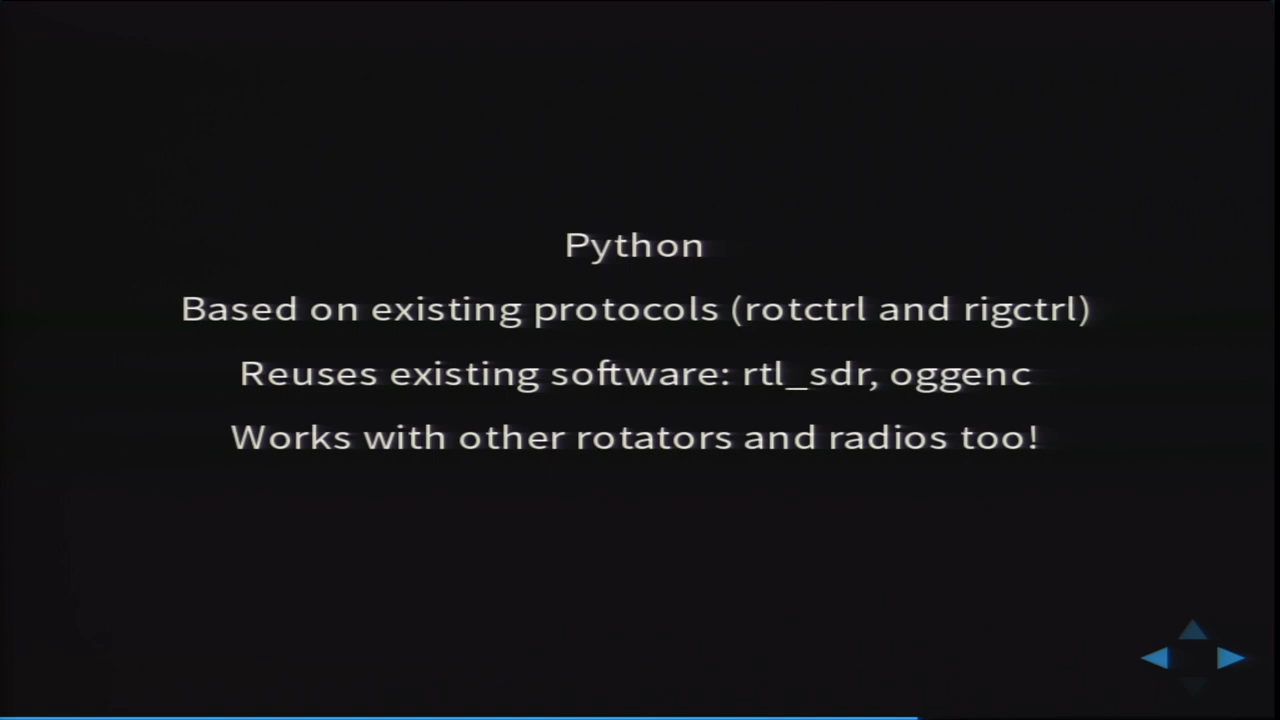 Python
Based on existing protocols (rotctrl and rigctrl)
Reuses existing software: rtl_sdr, oggenc
Works with other rotators and radios too!